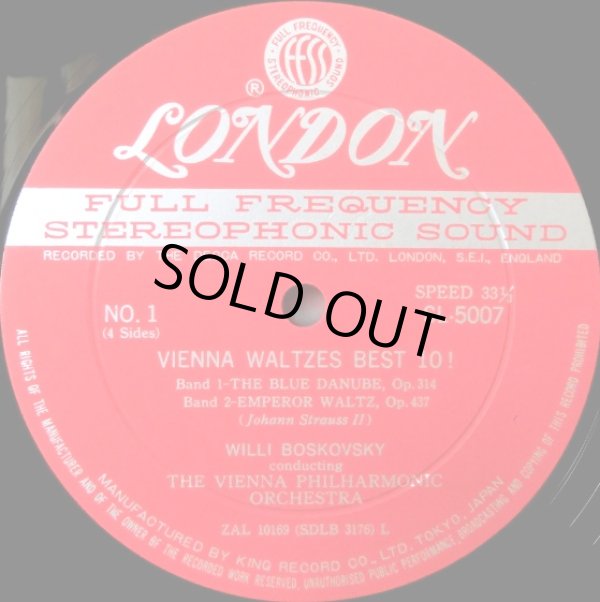 FULL FREQUENCY
ffss
STEREOPHONIC SOUND
®
LONDON
FULL FREQUENCY
STEREOPHONIC SOUND
RECORDED BY THE DECCA RECORD CO., LTD. LONDON, S.E.I., ENGLAND
SOLD OUT
NO. 1
(4 Sides)
SPEED 33⅓
5007
VIENNA WALTZES BEST 10!
Band 1-THE BLUE DANUBE, Op. 314
Band 2-EMPEROR WALTZ, Op. 437
(Johann Strauss II)
WILLI BOSKOVSKY
conducting
THE VIENNA PHILHARMONIC
ORCHESTRA
ZAL 10169 (SDLB 3176) L
MANUFACTURED BY KING RECORD CO., LTD. TOKYO, JAPAN
ALL RIGHTS OF THE MANUFACTURER AND OF THE OWNER OF THE RECORDED WORK RESERVED. UNAUTHORISED PUBLIC PERFORMANCE, BROADCASTING AND COPYING OF THIS RECORD PROHIBITED